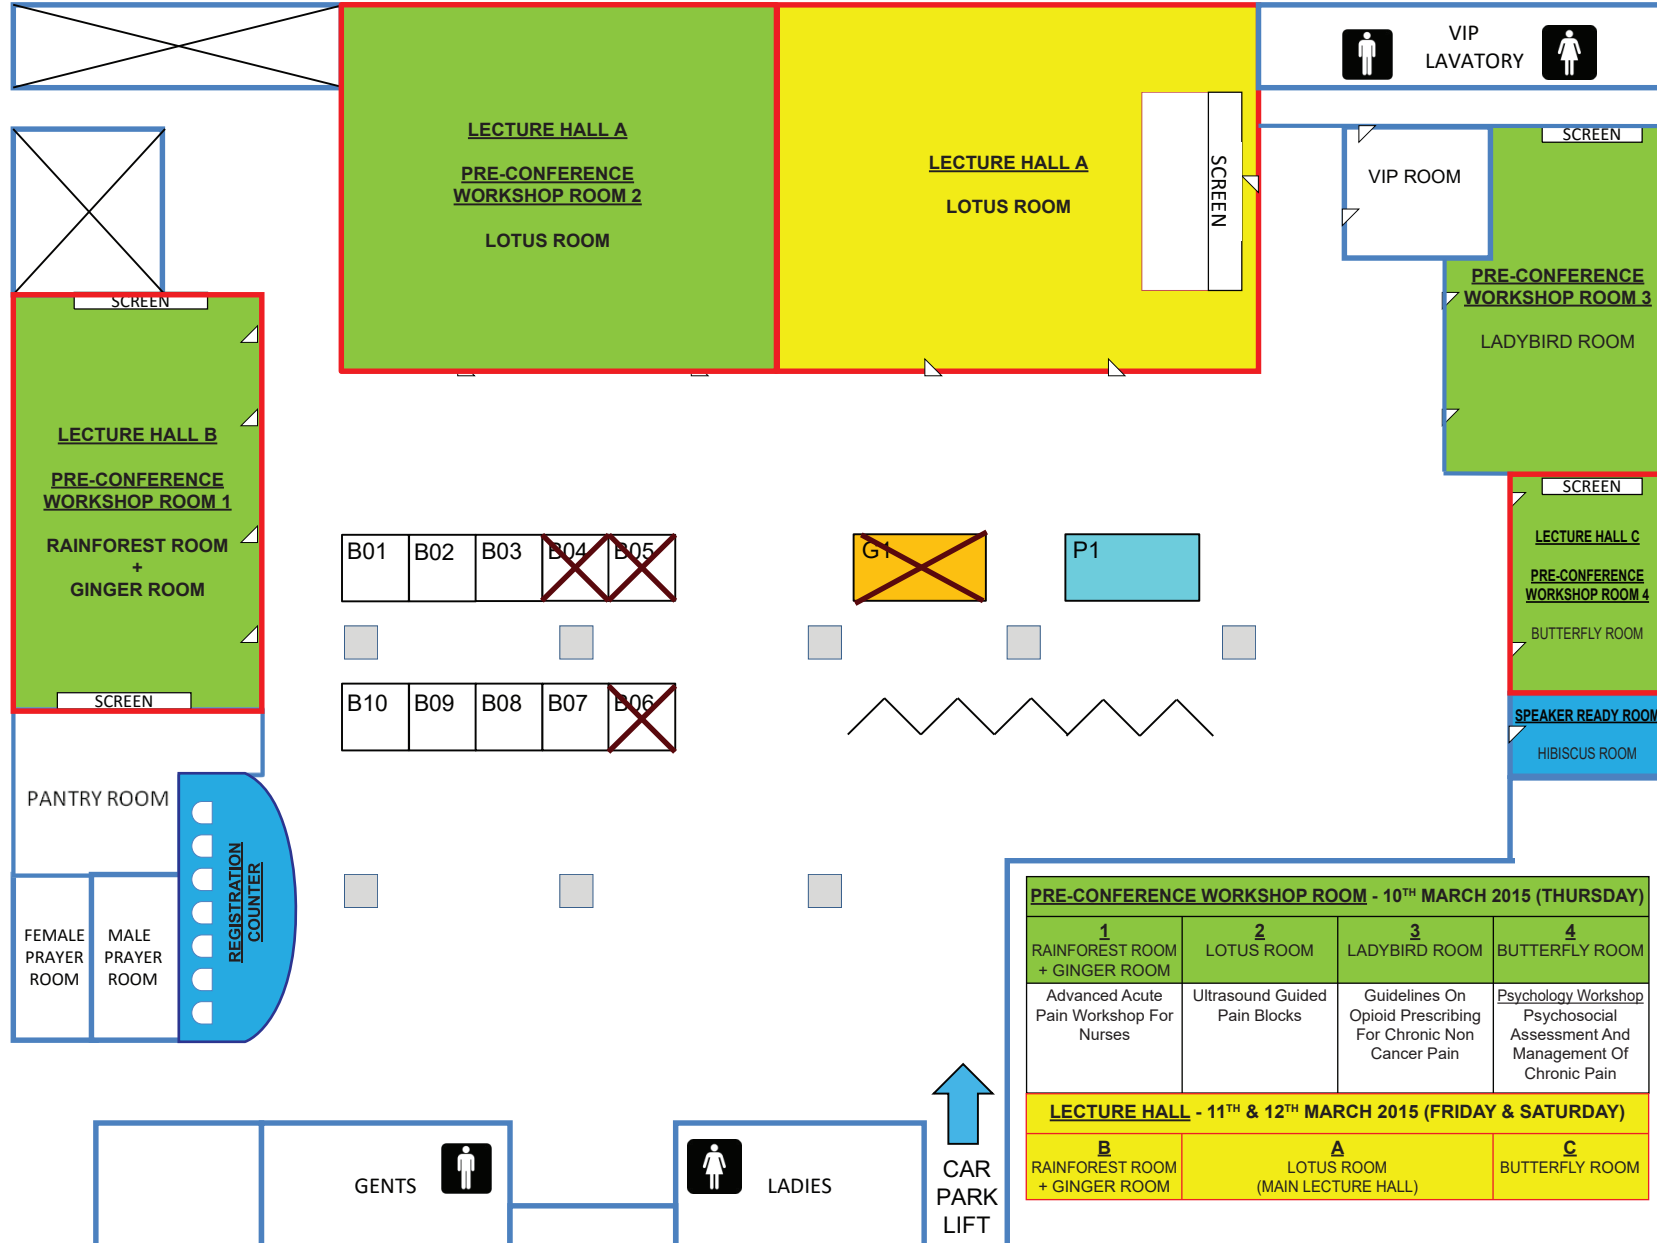 VIP
LAVATORY
LECTURE HALL A
PRE-CONFERENCE
WORKSHOP ROOM 2
LOTUS ROOM
LECTURE HALL A
LOTUS ROOM
SCREEN
SCREEN
VIP ROOM
PRE-CONFERENCE
WORKSHOP ROOM 3
LADYBIRD ROOM
SCREEN
LECTURE HALL B
PRE-CONFERENCE
WORKSHOP ROOM 1
RAINFOREST ROOM
+
GINGER ROOM
SCREEN
SCREEN
LECTURE HALL C
PRE-CONFERENCE
WORKSHOP ROOM 4
BUTTERFLY ROOM
B01 B02 B03 B04 B05
G1
P1
B10 B09 B08 B07 B06
SPEAKER READY ROOM
HIBISCUS ROOM
PANTRY ROOM
REGISTRATION
COUNTER
FEMALE
PRAYER
ROOM
MALE
PRAYER
ROOM
PRE-CONFERENCE WORKSHOP ROOM - 10TH MARCH 2015 (THURSDAY)
1
RAINFOREST ROOM
+ GINGER ROOM
2
LOTUS ROOM
3
LADYBIRD ROOM
4
BUTTERFLY ROOM
Advanced Acute
Pain Workshop For
Nurses
Ultrasound Guided
Pain Blocks
Guidelines On
Opioid Prescribing
For Chronic Non
Cancer Pain
Psychology Workshop
Psychosocial
Assessment And
Management Of
Chronic Pain
LECTURE HALL - 11TH & 12TH MARCH 2015 (FRIDAY & SATURDAY)
B
RAINFOREST ROOM
+ GINGER ROOM
A
LOTUS ROOM
(MAIN LECTURE HALL)
C
BUTTERFLY ROOM
GENTS
LADIES
CAR
PARK
LIFT